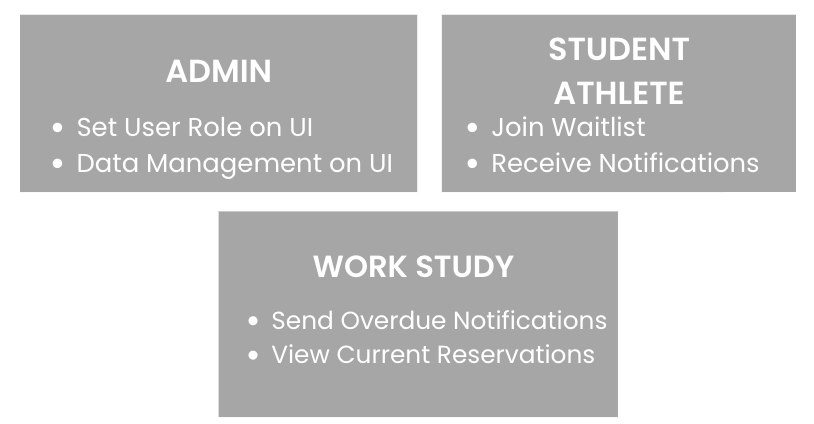 ADMIN
• Set User Role on UI
• Data Management on UI
STUDENT
ATHLETE
• Join Waitlist
• Receive Notifications
WORK STUDY
• Send Overdue Notifications
• View Current Reservations